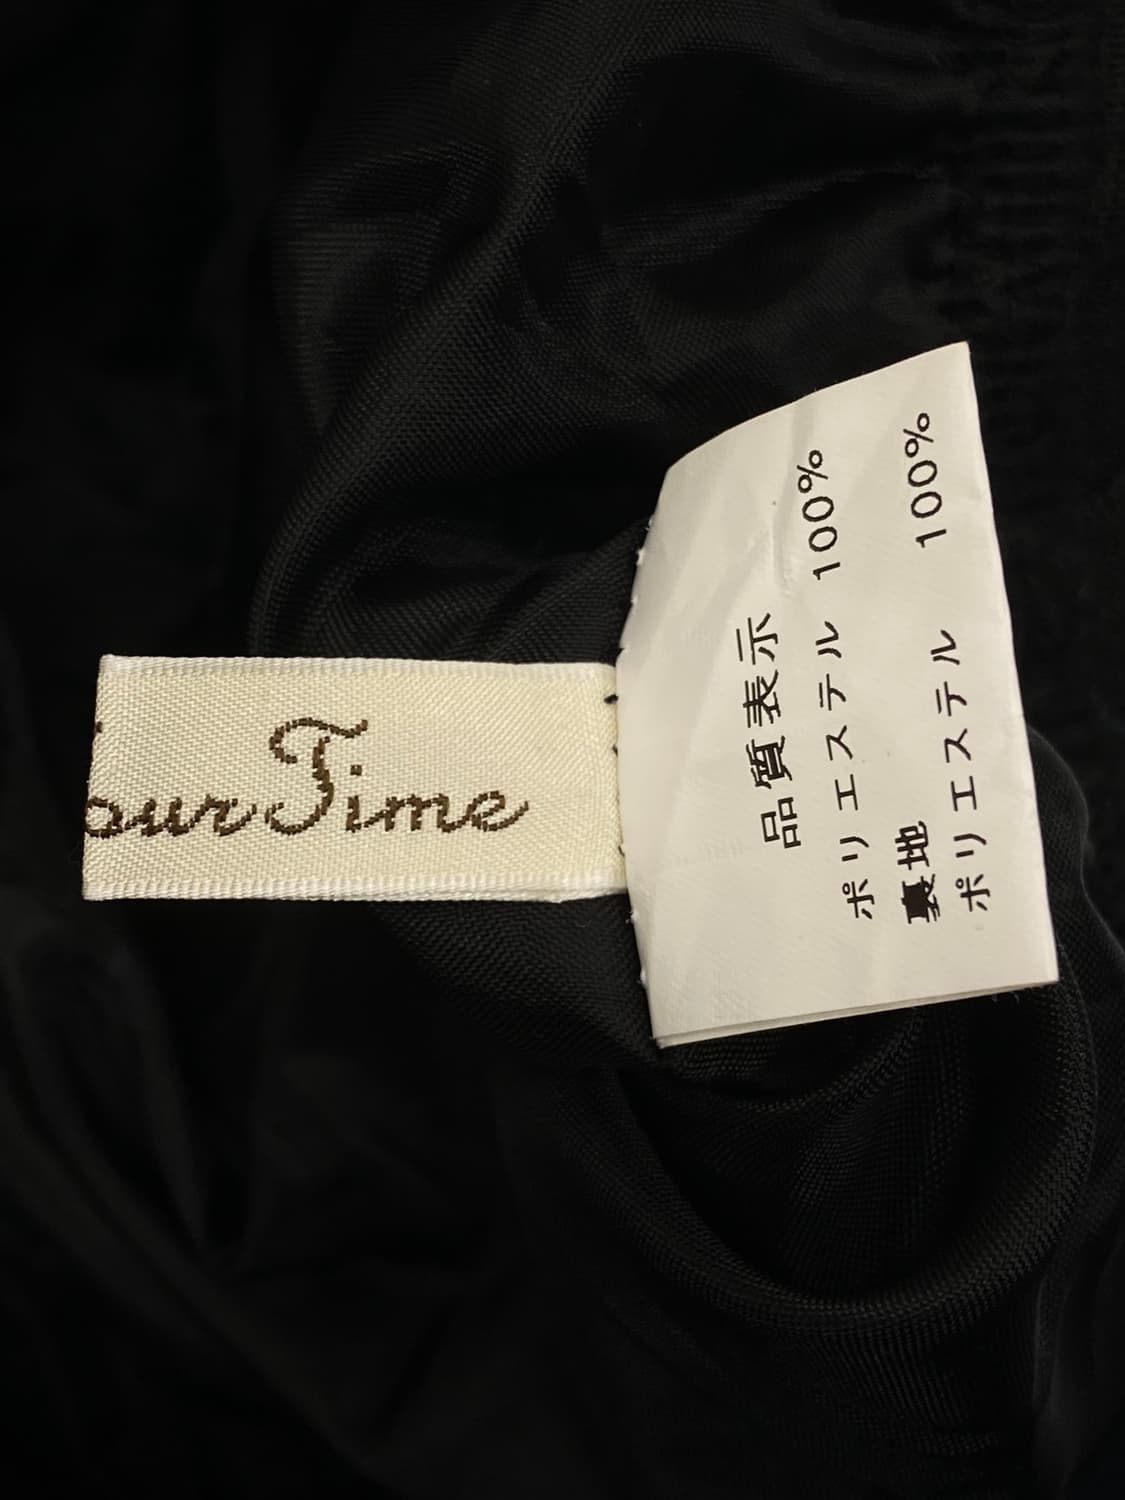 ourTime
品質表示
ポリエステル 100%
裏地
ポリエステル 100%